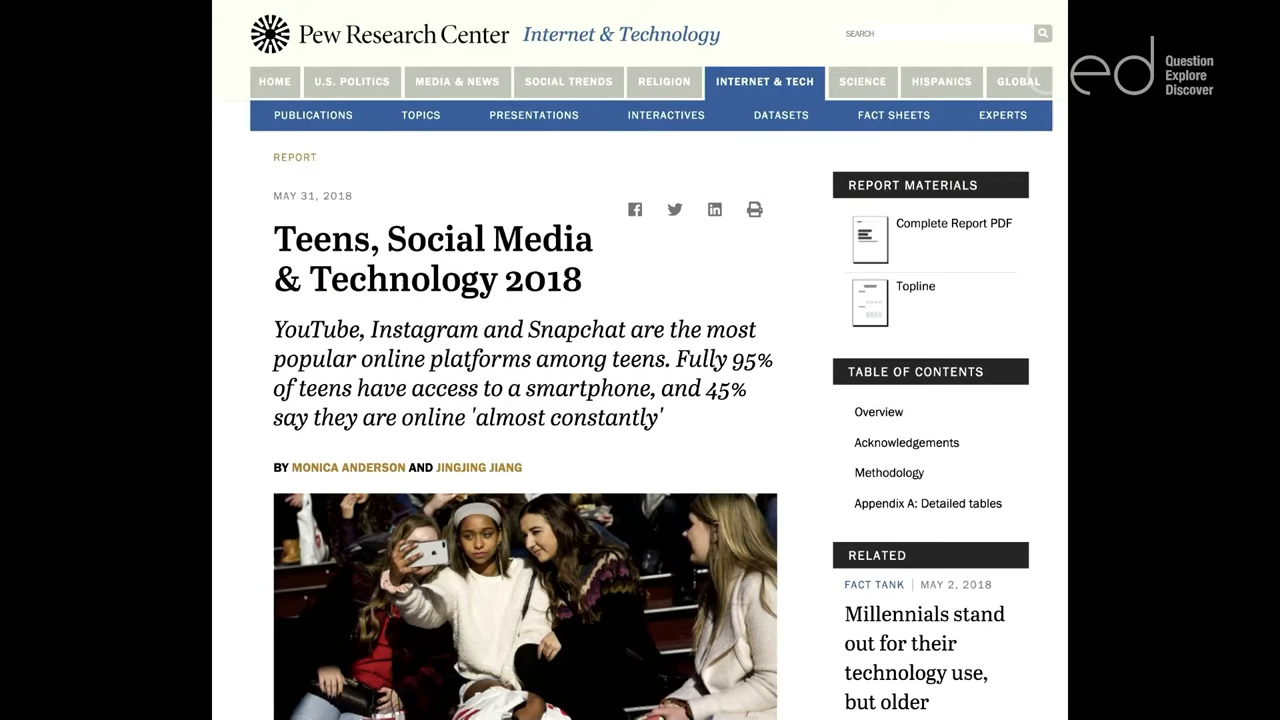 Pew Research Center Internet & Technology
SEARCH
HOME
U.S. POLITICS
MEDIA & NEWS
SOCIAL TRENDS
RELIGION
INTERNET & TECH
SCIENCE
HISPANICS
GLOBAL
ed Question
Explore
Discover
PUBLICATIONS
TOPICS
PRESENTATIONS
INTERACTIVES
DATASETS
FACT SHEETS
EXPERTS
REPORT
MAY 31, 2018
Teens, Social Media
& Technology 2018
YouTube, Instagram and Snapchat are the most
popular online platforms among teens. Fully 95%
of teens have access to a smartphone, and 45%
say they are online 'almost constantly'
BY MONICA ANDERSON AND JINGJING JIANG
REPORT MATERIALS
Complete Report PDF
Topline
TABLE OF CONTENTS
Overview
Acknowledgements
Methodology
Appendix A: Detailed tables
RELATED
FACT TANK | MAY 2, 2018
Millennials stand
out for their
technology use,
but older